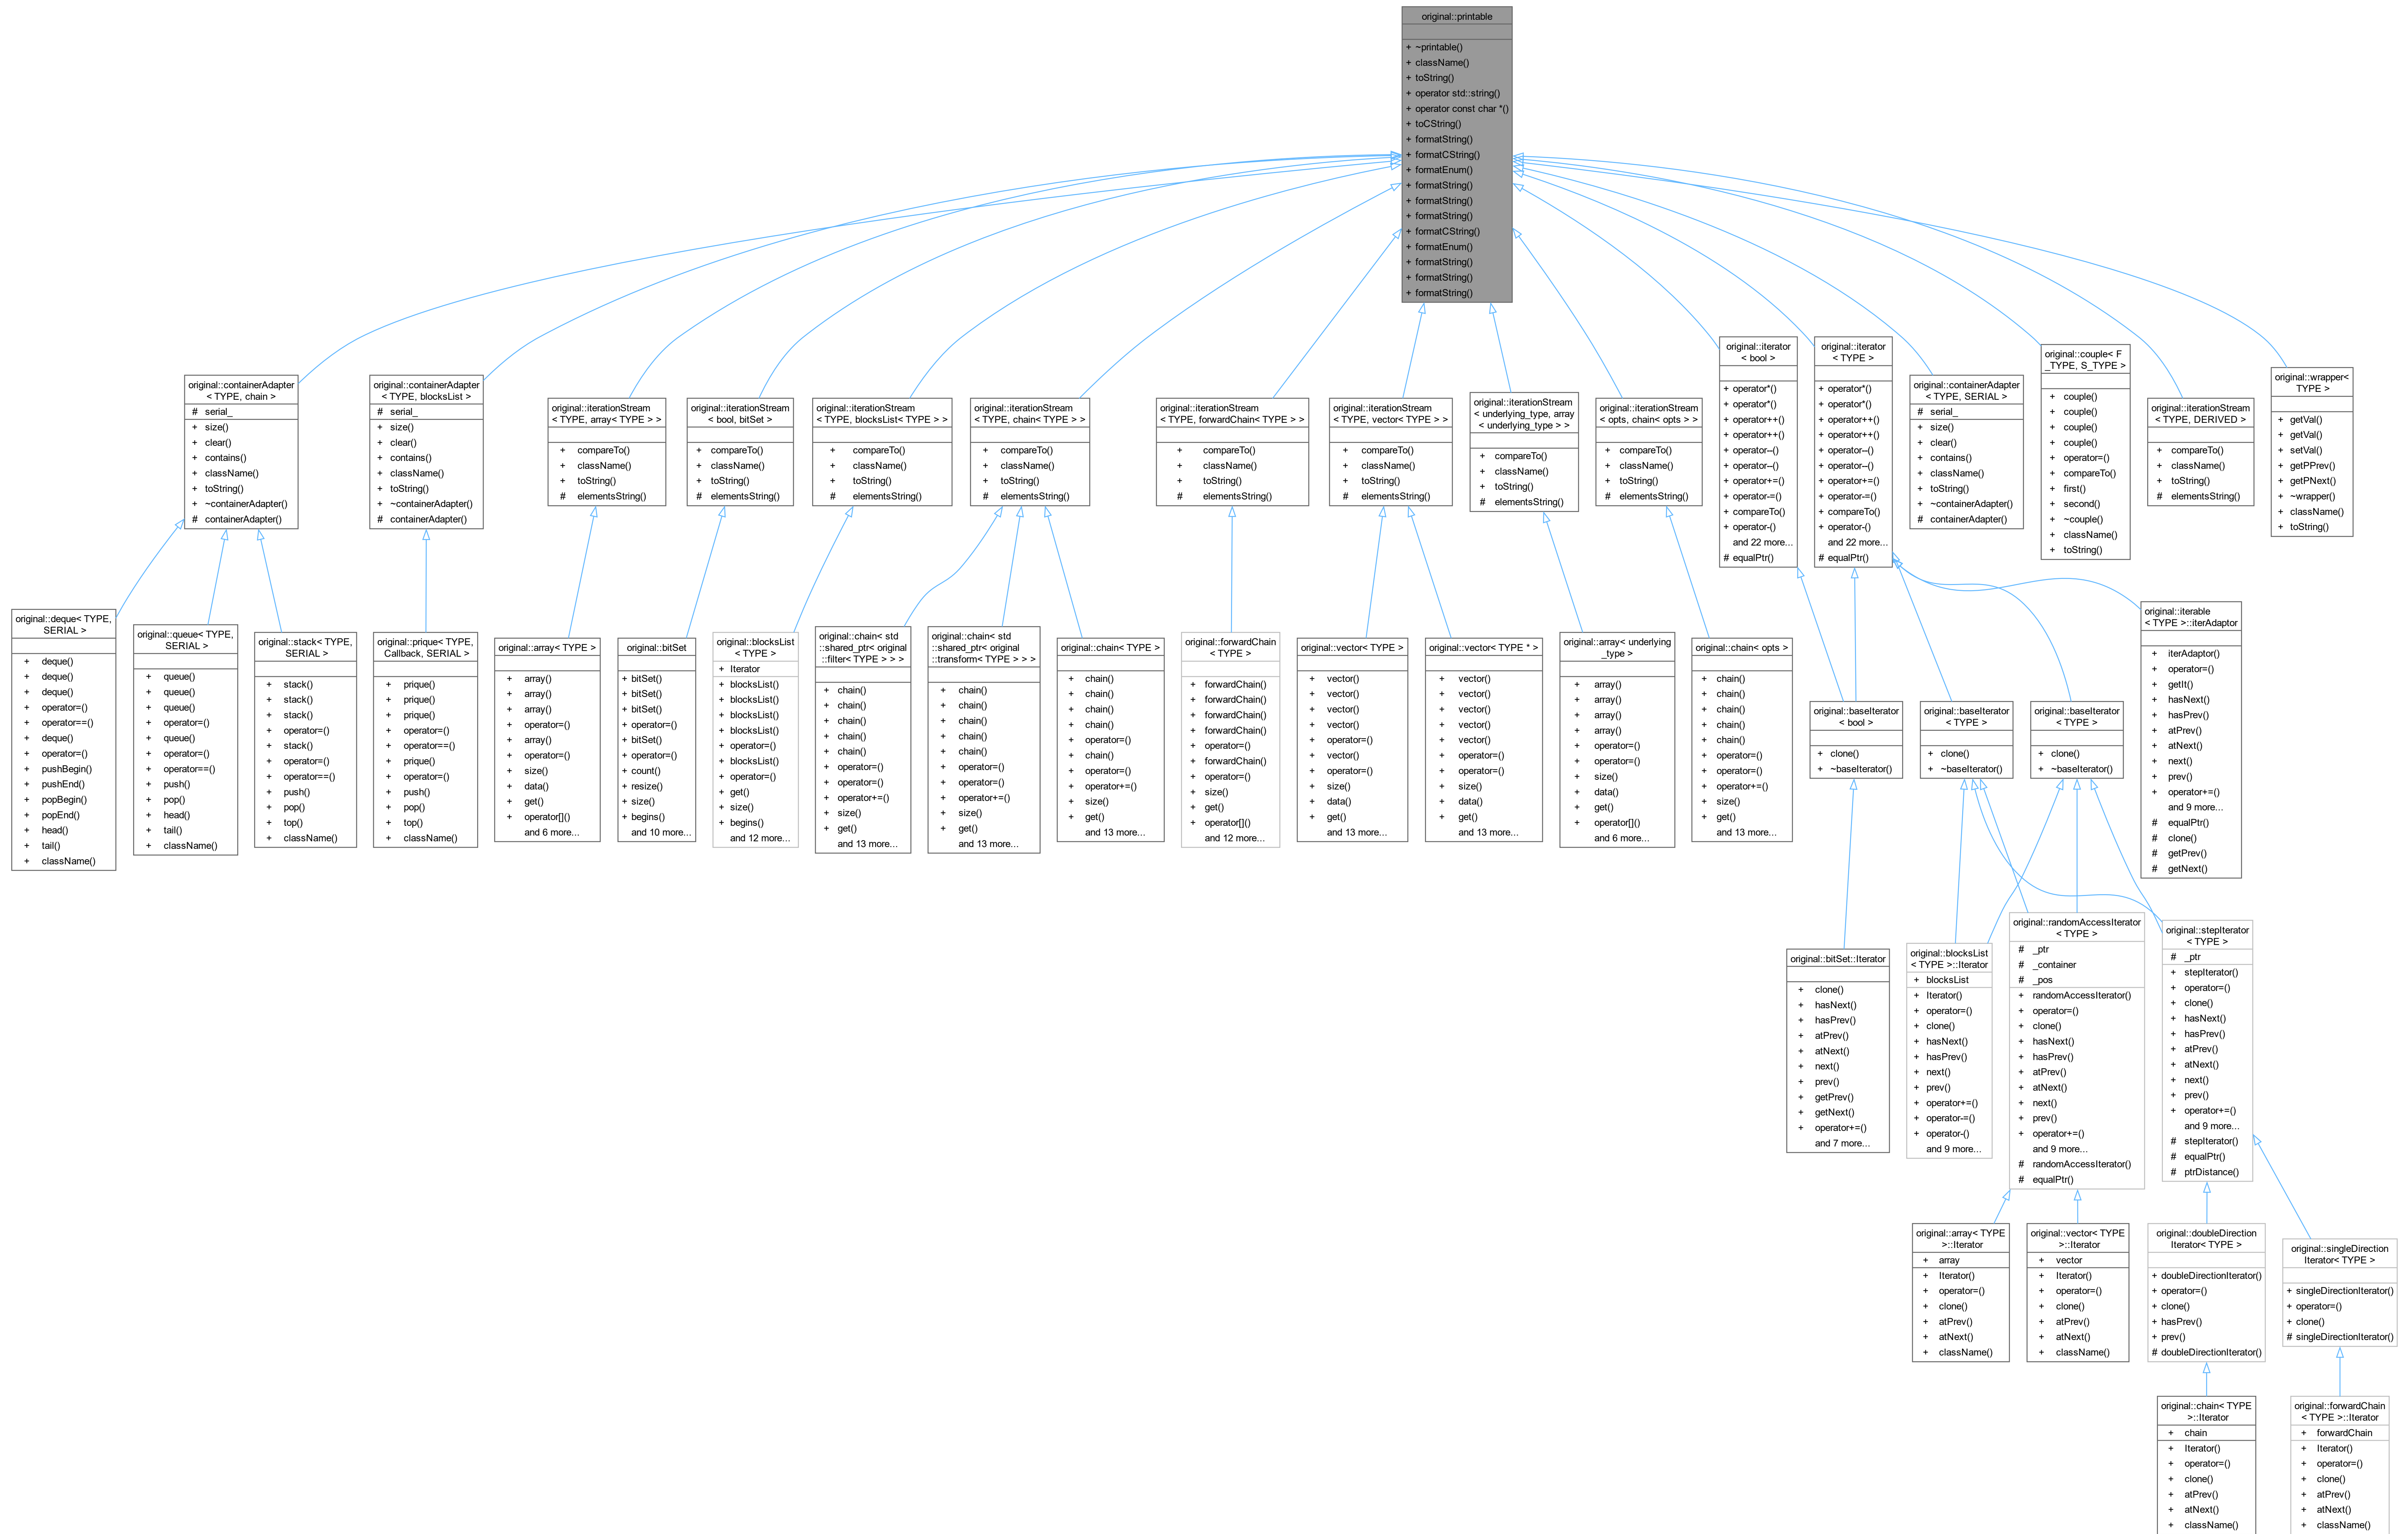 original::printable
+ ~printable()
+ className()
+ toString()
+ operator std::string()
+ operator const char *()
+ toCString()
+ formatString()
+ formatCString()
+ formatEnum()
+ formatString()
+ formatString()
+ formatString()
+ formatCString()
+ formatEnum()
+ formatString()
+ formatString()
+ formatString()
original::containerAdapter
< TYPE, chain >
# serial_
+ size()
+ clear()
+ contains()
+ className()
+ toString()
+ ~containerAdapter()
# containerAdapter()
original::containerAdapter
< TYPE, blocksList >
# serial_
+ size()
+ clear()
+ contains()
+ className()
+ toString()
+ ~containerAdapter()
# containerAdapter()
original::iterationStream
< TYPE, array< TYPE > >
+ compareTo()
+ className()
+ toString()
# elementsString()
original::iterationStream
< bool, bitSet >
+ compareTo()
+ className()
+ toString()
# elementsString()
original::iterationStream
< TYPE, blocksList< TYPE > >
+ compareTo()
+ className()
+ toString()
# elementsString()
original::iterationStream
< TYPE, chain< TYPE > >
+ compareTo()
+ className()
+ toString()
# elementsString()
original::iterationStream
< TYPE, forwardChain< TYPE > >
+ compareTo()
+ className()
+ toString()
# elementsString()
original::iterationStream
< TYPE, vector< TYPE > >
+ compareTo()
+ className()
+ toString()
# elementsString()
original::iterationStream
< underlying_type, array
< underlying_type > >
+ compareTo()
+ className()
+ toString()
# elementsString()
original::iterationStream
< opts, chain< opts > >
+ compareTo()
+ className()
+ toString()
# elementsString()
original::iterator
< bool >
+ operator*()
+ operator*()
+ operator++()
+ operator++()
+ operator--()
+ operator--()
+ operator+=()
+ operator-=()
+ compareTo()
+ operator-()
and 22 more...
# equalPtr()
original::iterator
< TYPE >
+ operator*()
+ operator*()
+ operator++()
+ operator++()
+ operator--()
+ operator--()
+ operator+=()
+ operator-=()
+ compareTo()
+ operator-()
and 22 more...
# equalPtr()
original::containerAdapter
< TYPE, SERIAL >
# serial_
+ size()
+ clear()
+ contains()
+ className()
+ toString()
+ ~containerAdapter()
# containerAdapter()
original::couple< F
_TYPE, S_TYPE >
+ couple()
+ couple()
+ couple()
+ couple()
+ operator=()
+ compareTo()
+ first()
+ second()
+ ~couple()
+ className()
+ toString()
original::iterationStream
< TYPE, DERIVED >
+ compareTo()
+ className()
+ toString()
# elementsString()
original::wrapper<
TYPE >
+ getVal()
+ getVal()
+ setVal()
+ getPPrev()
+ getPNext()
+ ~wrapper()
+ className()
+ toString()
original::deque< TYPE,
SERIAL >
+ deque()
+ deque()
+ deque()
+ operator=()
+ operator==()
+ deque()
+ operator=()
+ pushBegin()
+ pushEnd()
+ popBegin()
+ popEnd()
+ head()
+ tail()
+ className()
original::queue< TYPE,
SERIAL >
+ queue()
+ queue()
+ queue()
+ operator=()
+ queue()
+ operator=()
+ operator==()
+ push()
+ pop()
+ head()
+ tail()
+ className()
original::stack< TYPE,
SERIAL >
+ stack()
+ stack()
+ stack()
+ operator=()
+ stack()
+ operator=()
+ operator==()
+ push()
+ pop()
+ top()
+ className()
original::prique< TYPE,
Callback, SERIAL >
+ prique()
+ prique()
+ prique()
+ operator=()
+ operator==()
+ prique()
+ operator=()
+ push()
+ pop()
+ top()
+ className()
original::array< TYPE >
+ array()
+ array()
+ array()
+ operator=()
+ array()
+ operator=()
+ size()
+ data()
+ get()
+ operator[]()
and 6 more...
original::bitSet
+ bitSet()
+ bitSet()
+ bitSet()
+ operator=()
+ bitSet()
+ operator=()
+ count()
+ resize()
+ size()
+ begins()
and 10 more...
original::blocksList
< TYPE >
+ Iterator
+ blocksList()
+ blocksList()
+ blocksList()
+ blocksList()
+ operator=()
+ blocksList()
+ operator=()
+ get()
+ size()
+ begins()
and 12 more...
original::chain< std
::shared_ptr< original
::filter< TYPE > > >
+ chain()
+ chain()
+ chain()
+ chain()
+ chain()
+ operator=()
+ operator=()
+ operator+=()
+ size()
+ get()
and 13 more...
original::chain< std
::shared_ptr< original
::transform< TYPE > > >
+ chain()
+ chain()
+ chain()
+ chain()
+ chain()
+ operator=()
+ operator=()
+ operator+=()
+ size()
+ get()
and 13 more...
original::chain< TYPE >
+ chain()
+ chain()
+ chain()
+ chain()
+ operator=()
+ chain()
+ operator=()
+ operator+=()
+ size()
+ get()
and 13 more...
original::forwardChain
< TYPE >
+ forwardChain()
+ forwardChain()
+ forwardChain()
+ forwardChain()
+ operator=()
+ forwardChain()
+ operator=()
+ size()
+ get()
+ operator[]()
and 12 more...
original::vector< TYPE >
+ vector()
+ vector()
+ vector()
+ vector()
+ operator=()
+ vector()
+ operator=()
+ size()
+ data()
+ get()
and 13 more...
original::vector< TYPE * >
+ vector()
+ vector()
+ vector()
+ vector()
+ vector()
+ operator=()
+ operator=()
+ size()
+ data()
+ get()
and 13 more...
original::array< underlying
_type >
+ array()
+ array()
+ array()
+ array()
+ operator=()
+ operator=()
+ size()
+ data()
+ get()
+ operator[]()
and 6 more...
original::chain< opts >
+ chain()
+ chain()
+ chain()
+ chain()
+ chain()
+ operator=()
+ operator=()
+ operator+=()
+ size()
+ get()
and 13 more...
original::baseIterator
< bool >
+ clone()
+ ~baseIterator()
original::baseIterator
< TYPE >
+ clone()
+ ~baseIterator()
original::baseIterator
< TYPE >
+ clone()
+ ~baseIterator()
original::iterable
< TYPE >::iterAdaptor
+ iterAdaptor()
+ operator=()
+ getIt()
+ hasNext()
+ hasPrev()
+ atPrev()
+ atNext()
+ next()
+ prev()
+ operator+=()
and 9 more...
# equalPtr()
# clone()
# getPrev()
# getNext()
original::bitSet::Iterator
+ clone()
+ hasNext()
+ hasPrev()
+ atPrev()
+ atNext()
+ next()
+ prev()
+ getPrev()
+ getNext()
+ operator+=()
and 7 more...
original::blocksList
< TYPE >::Iterator
+ blocksList
+ Iterator()
+ operator=()
+ clone()
+ hasNext()
+ hasPrev()
+ next()
+ prev()
+ operator+=()
+ operator-=()
+ operator-()
and 9 more...
original::randomAccessIterator
< TYPE >
# _ptr
# _container
# _pos
+ randomAccessIterator()
+ operator=()
+ clone()
+ hasNext()
+ hasPrev()
+ atPrev()
+ atNext()
+ next()
+ prev()
+ operator+=()
and 9 more...
# randomAccessIterator()
# equalPtr()
original::stepIterator
< TYPE >
# _ptr
+ stepIterator()
+ operator=()
+ clone()
+ hasNext()
+ hasPrev()
+ atPrev()
+ atNext()
+ next()
+ prev()
+ operator+=()
and 9 more...
# stepIterator()
# equalPtr()
# ptrDistance()
original::array< TYPE
>::Iterator
+ array
+ Iterator()
+ operator=()
+ clone()
+ atPrev()
+ atNext()
+ className()
original::vector< TYPE
>::Iterator
+ vector
+ Iterator()
+ operator=()
+ clone()
+ atPrev()
+ atNext()
+ className()
original::doubleDirection
Iterator< TYPE >
+ doubleDirectionIterator()
+ operator=()
+ clone()
+ hasPrev()
+ prev()
# doubleDirectionIterator()
original::singleDirection
Iterator< TYPE >
+ singleDirectionIterator()
+ operator=()
+ clone()
# singleDirectionIterator()
original::chain< TYPE
>::Iterator
+ chain
+ Iterator()
+ operator=()
+ clone()
+ atPrev()
+ atNext()
+ className()
original::forwardChain
< TYPE >::Iterator
+ forwardChain
+ Iterator()
+ operator=()
+ clone()
+ atPrev()
+ atNext()
+ className()